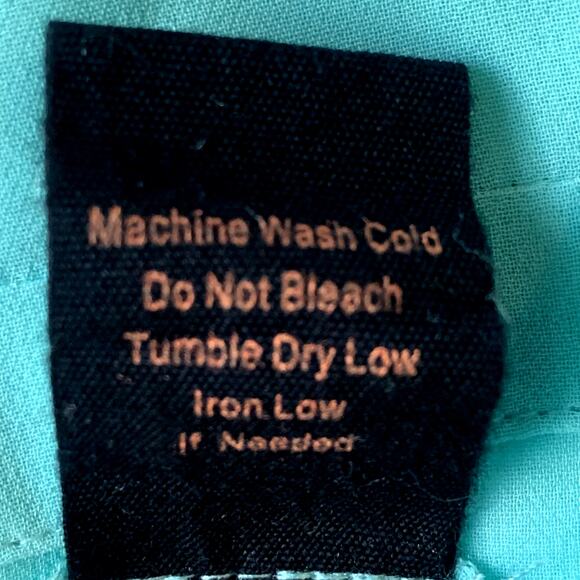 Machine Wash Cold
Do Not Bleach
Tumble Dry Low
Iron Low
If Needed